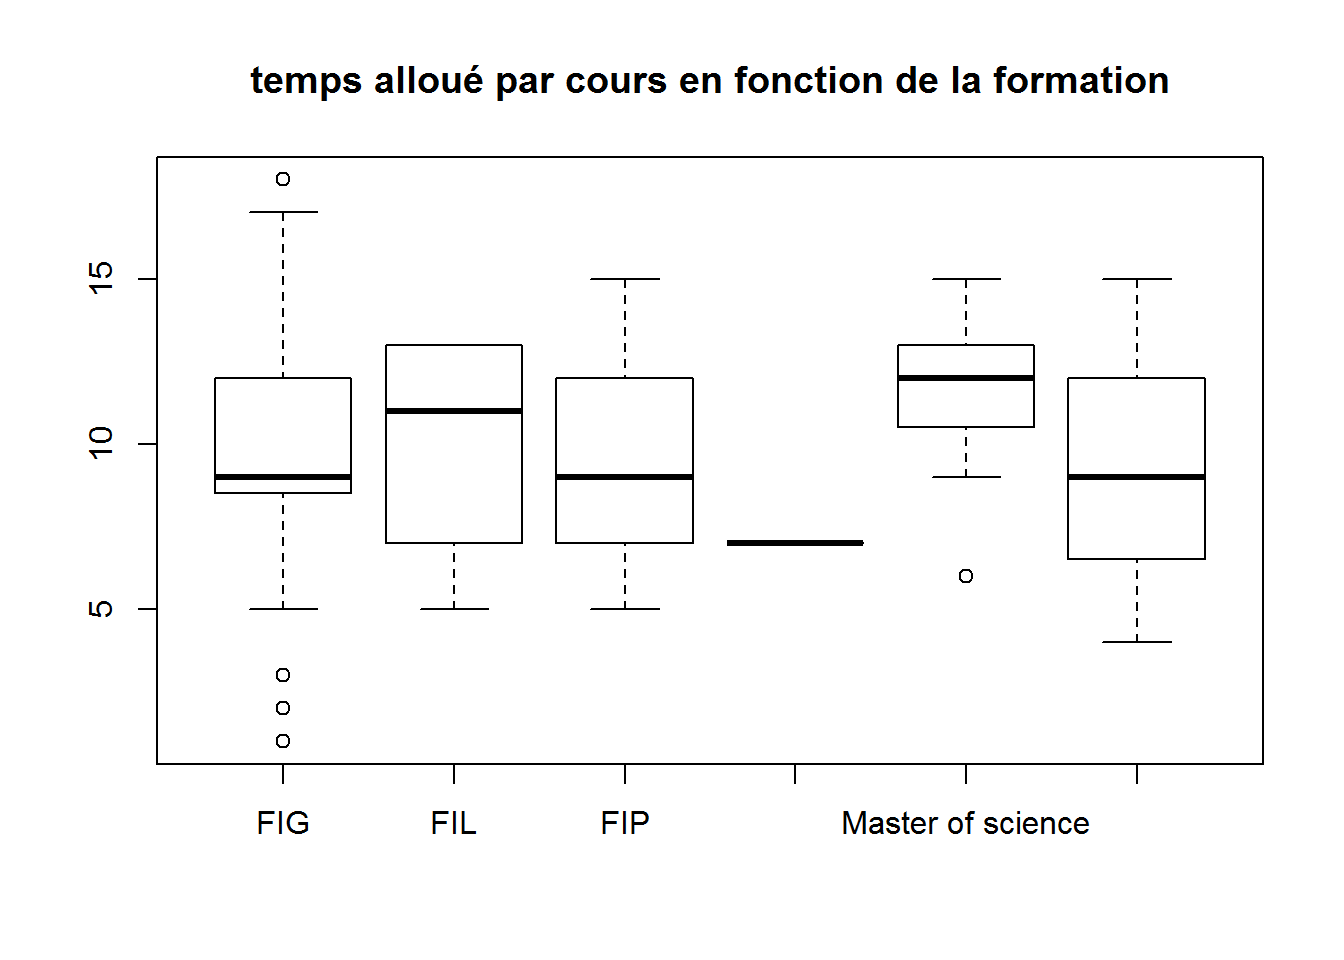 temps alloué par cours en fonction de la formation
15
10
5
FIG FIL FIP Master of science